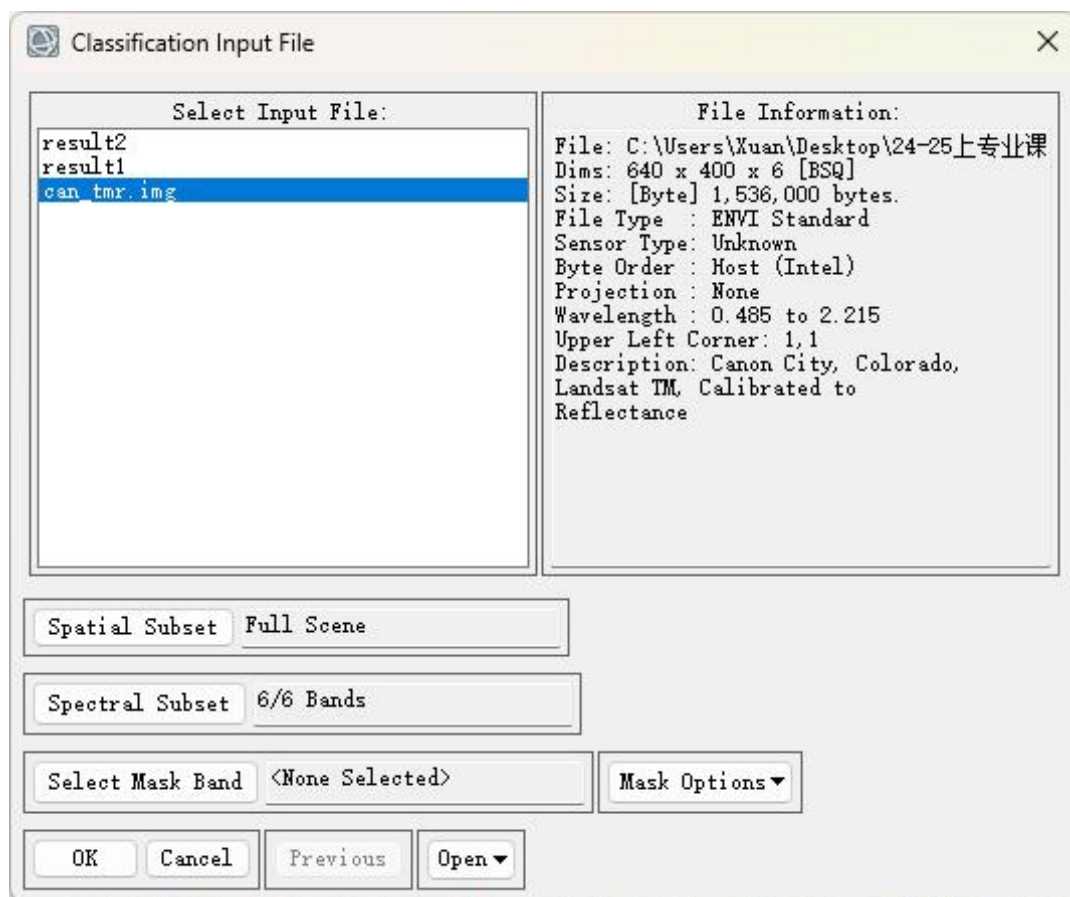 Classification Input File
Select Input File:
result2
result1
can_tmr.img
File Information:
File: C:\Users\Xuan\Desktop\24-25上专业课
Dims: 640 x 400 x 6 [BSQ]
Size: [Byte] 1,536,000 bytes.
File Type : ENVI Standard
Sensor Type: Unknown
Byte Order : Host (Intel)
Projection : None
Wavelength : 0.485 to 2.215
Upper Left Corner: 1,1
Description: Canon City, Colorado,
Landsat TM, Calibrated to
Reflectance
Spatial Subset Full Scene
Spectral Subset 6/6 Bands
Select Mask Band <None Selected> Mask Options
OK Cancel Previous Open